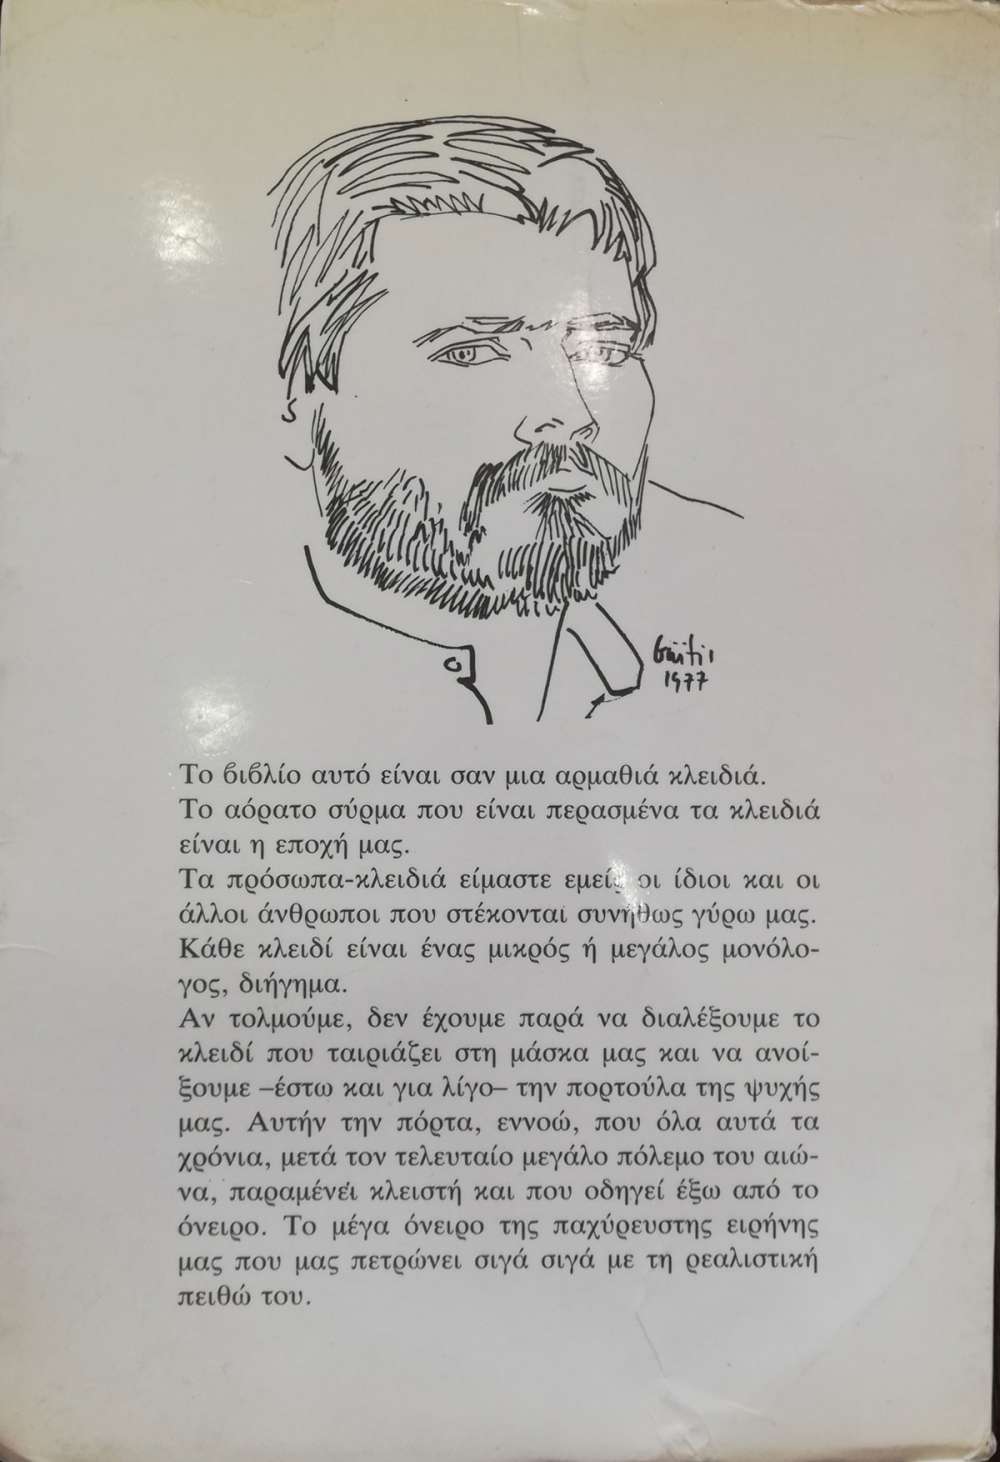 Gaïtis
1977
Το βιβλίο αυτό είναι σαν μια αρμαθιά κλειδιά.
Το αόρατο σύρμα που είναι περασμένα τα κλειδιά
είναι η εποχή μας.
Τα πρόσωπα-κλειδιά είμαστε εμείς οι ίδιοι και οι
άλλοι άνθρωποι που στέκονται συνήθως γύρω μας.
Κάθε κλειδί είναι ένας μικρός ή μεγάλος μονόλο-
γος, διήγημα.
Αν τολμούμε, δεν έχουμε παρά να διαλέξουμε το
κλειδί που ταιριάζει στη μάσκα μας και να ανοί-
ξουμε –έστω και για λίγο– την πορτούλα της ψυχής
μας. Αυτήν την πόρτα, εννοώ, που όλα αυτά τα
χρόνια, μετά τον τελευταίο μεγάλο πόλεμο του αιώ-
να, παραμένει κλειστή και που οδηγεί έξω από το
όνειρο. Το μέγα όνειρο της παχύρευστης ειρήνης
μας που μας πετρώνει σιγά σιγά με τη ρεαλιστική
πειθώ του.